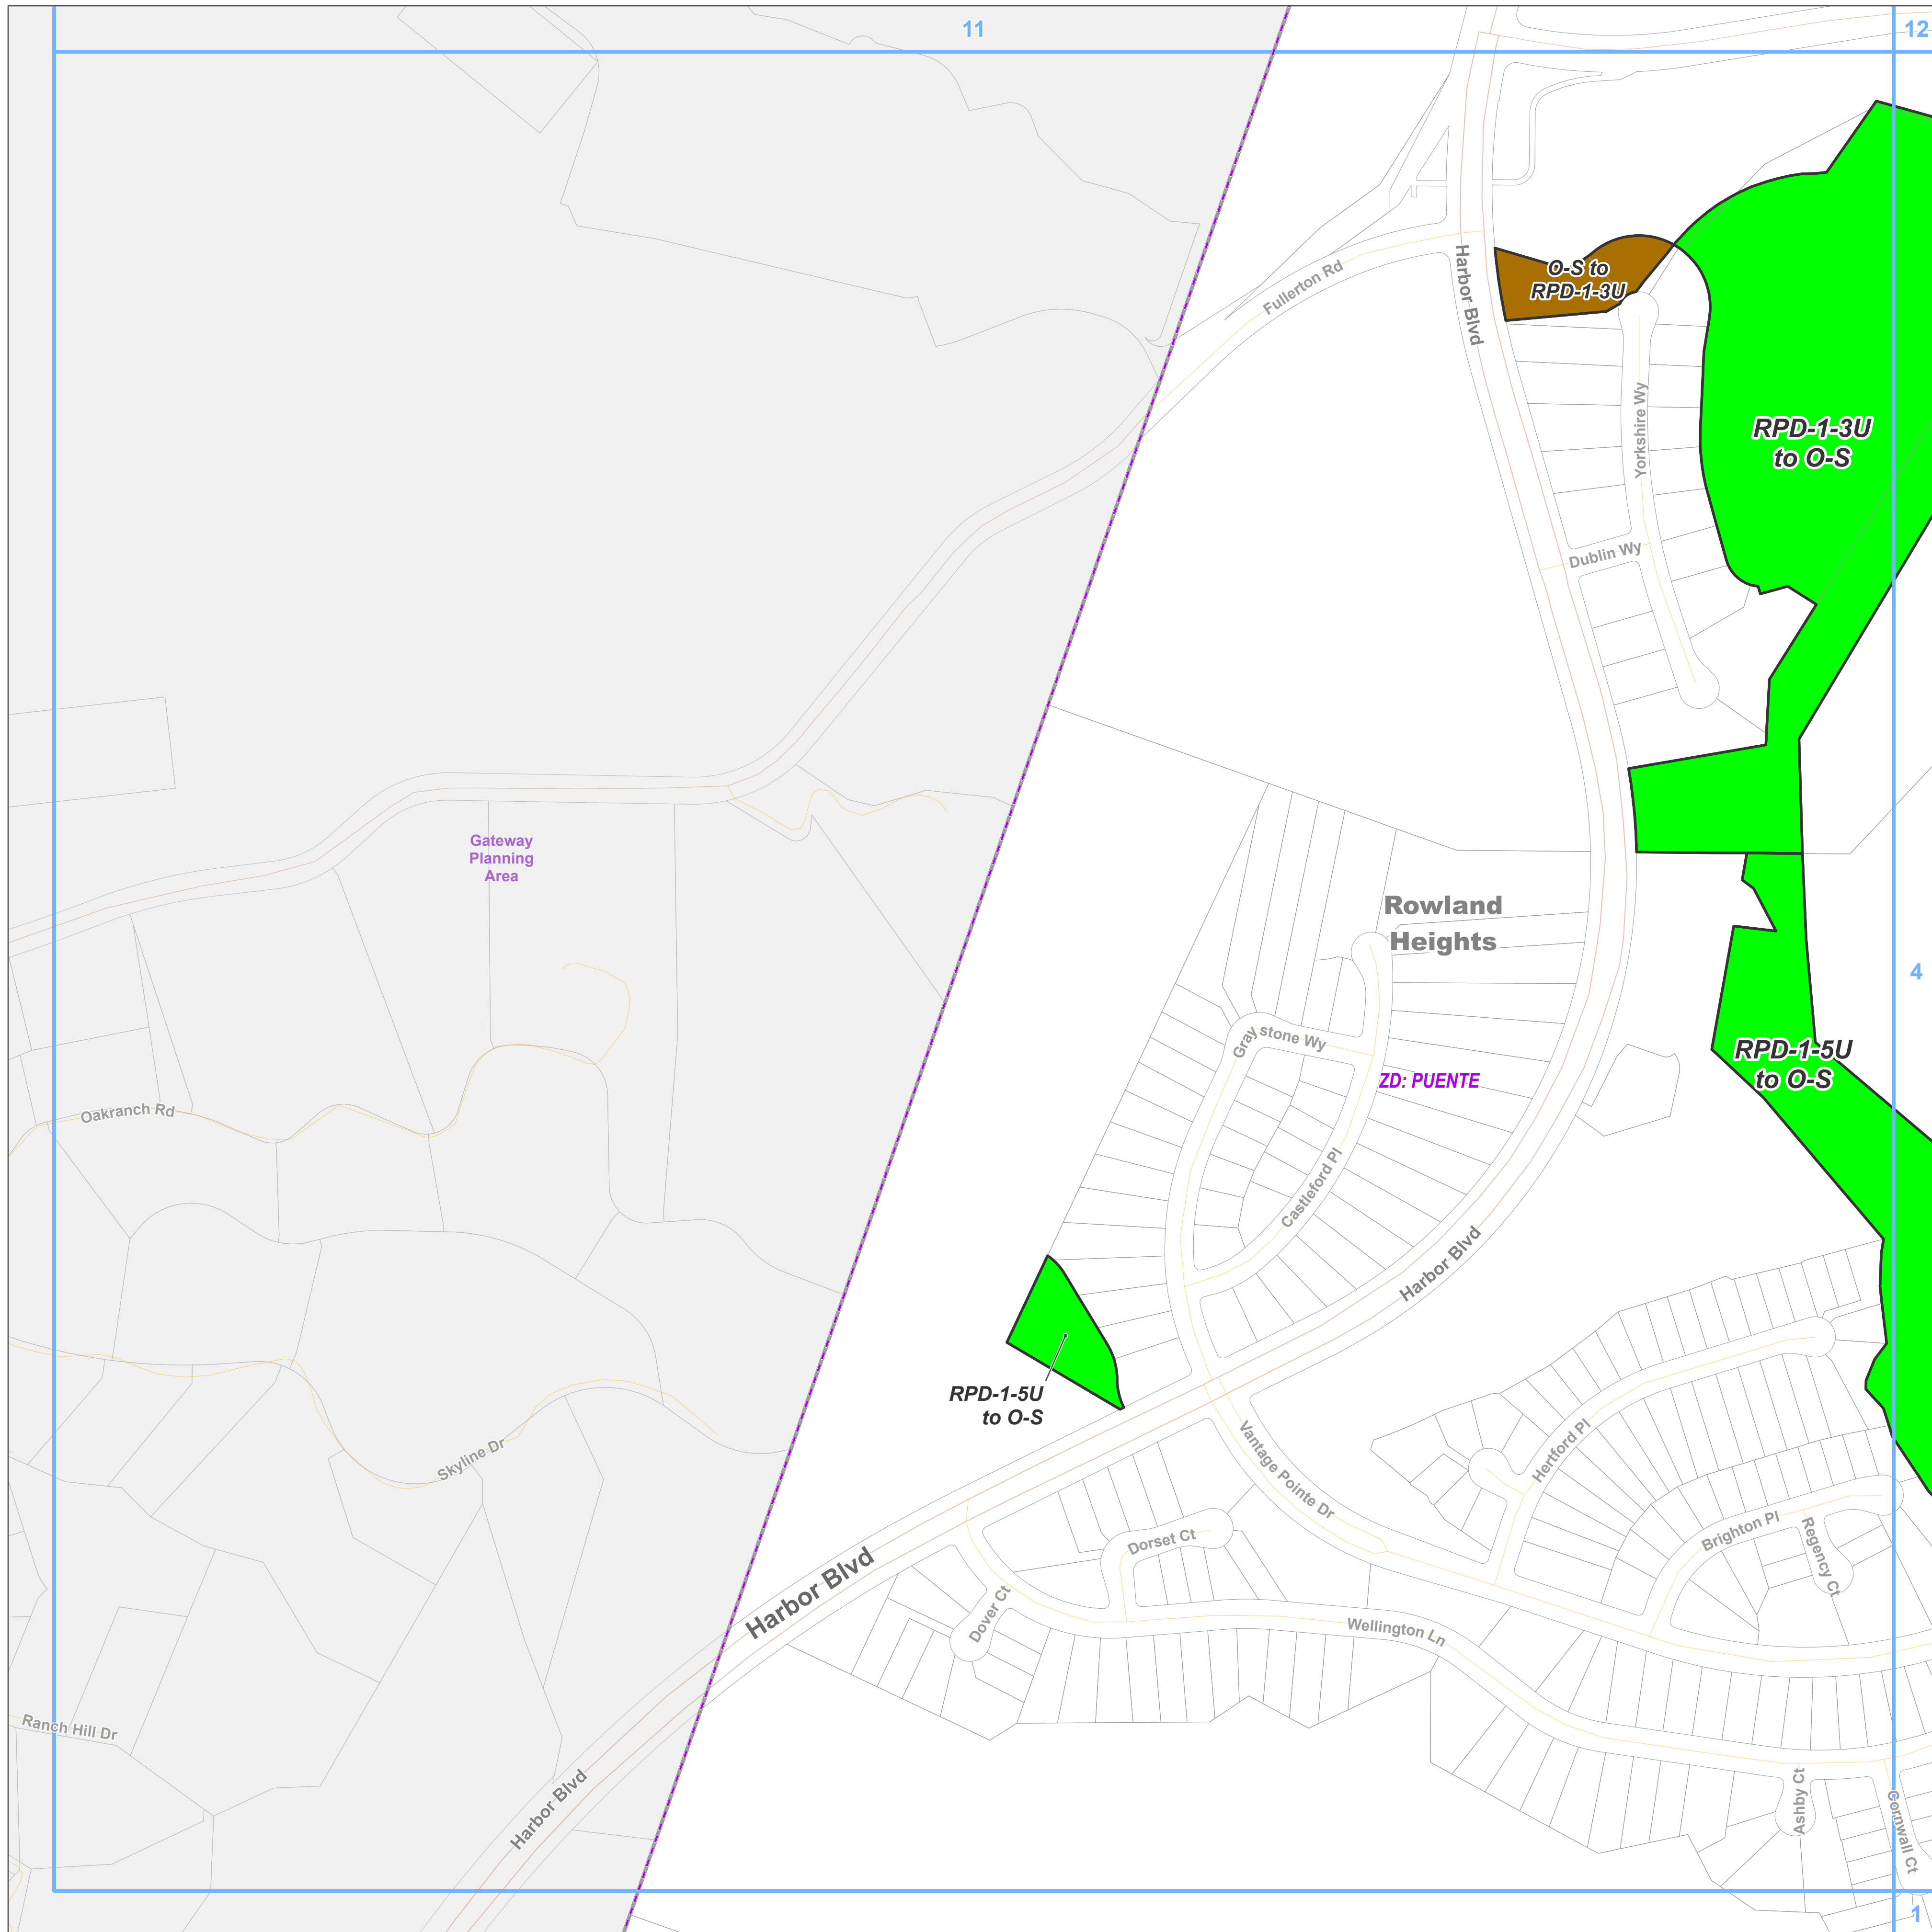 11
12
Harbor Blvd
Fullerton Rd
O-S to
RPD-1-3U
Yorkshire Wy
RPD-1-3U
to O-S
Dublin Wy
Gateway
Planning
Area
Rowland
Heights
4
Graystone Wy
ZD: PUENTE
RPD-1-5U
to O-S
Oakranch Rd
Castleford Pl
Harbor Blvd
RPD-1-5U
to O-S
Skyline Dr
Vantage Pointe Dr
Hertford Pl
Brighton Pl
Regency Ct
Dorset Ct
Harbor Blvd
Dover Ct
Wellington Ln
Ranch Hill Dr
Harbor Blvd
Ashby Ct
Cornwall Ct
1